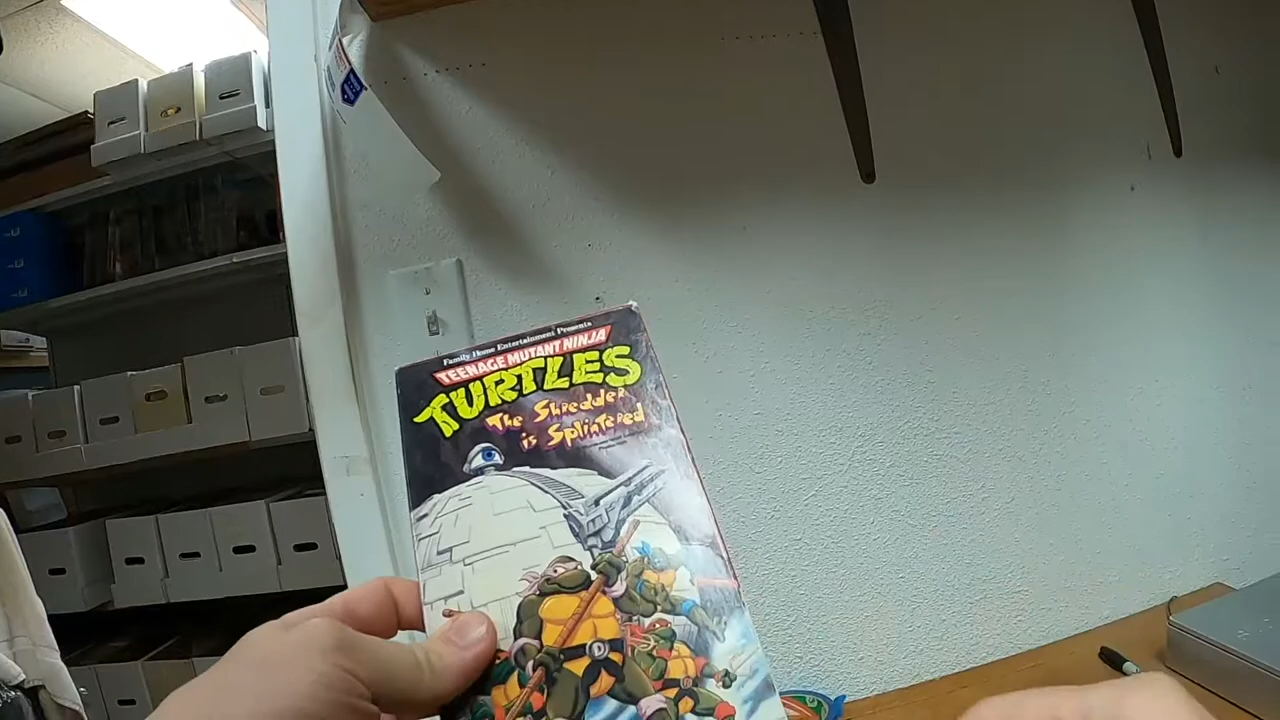 Family Home Entertainment Presents
TEENAGE MUTANT NINJA
TURTLES
The Shredder
is Splintered
D